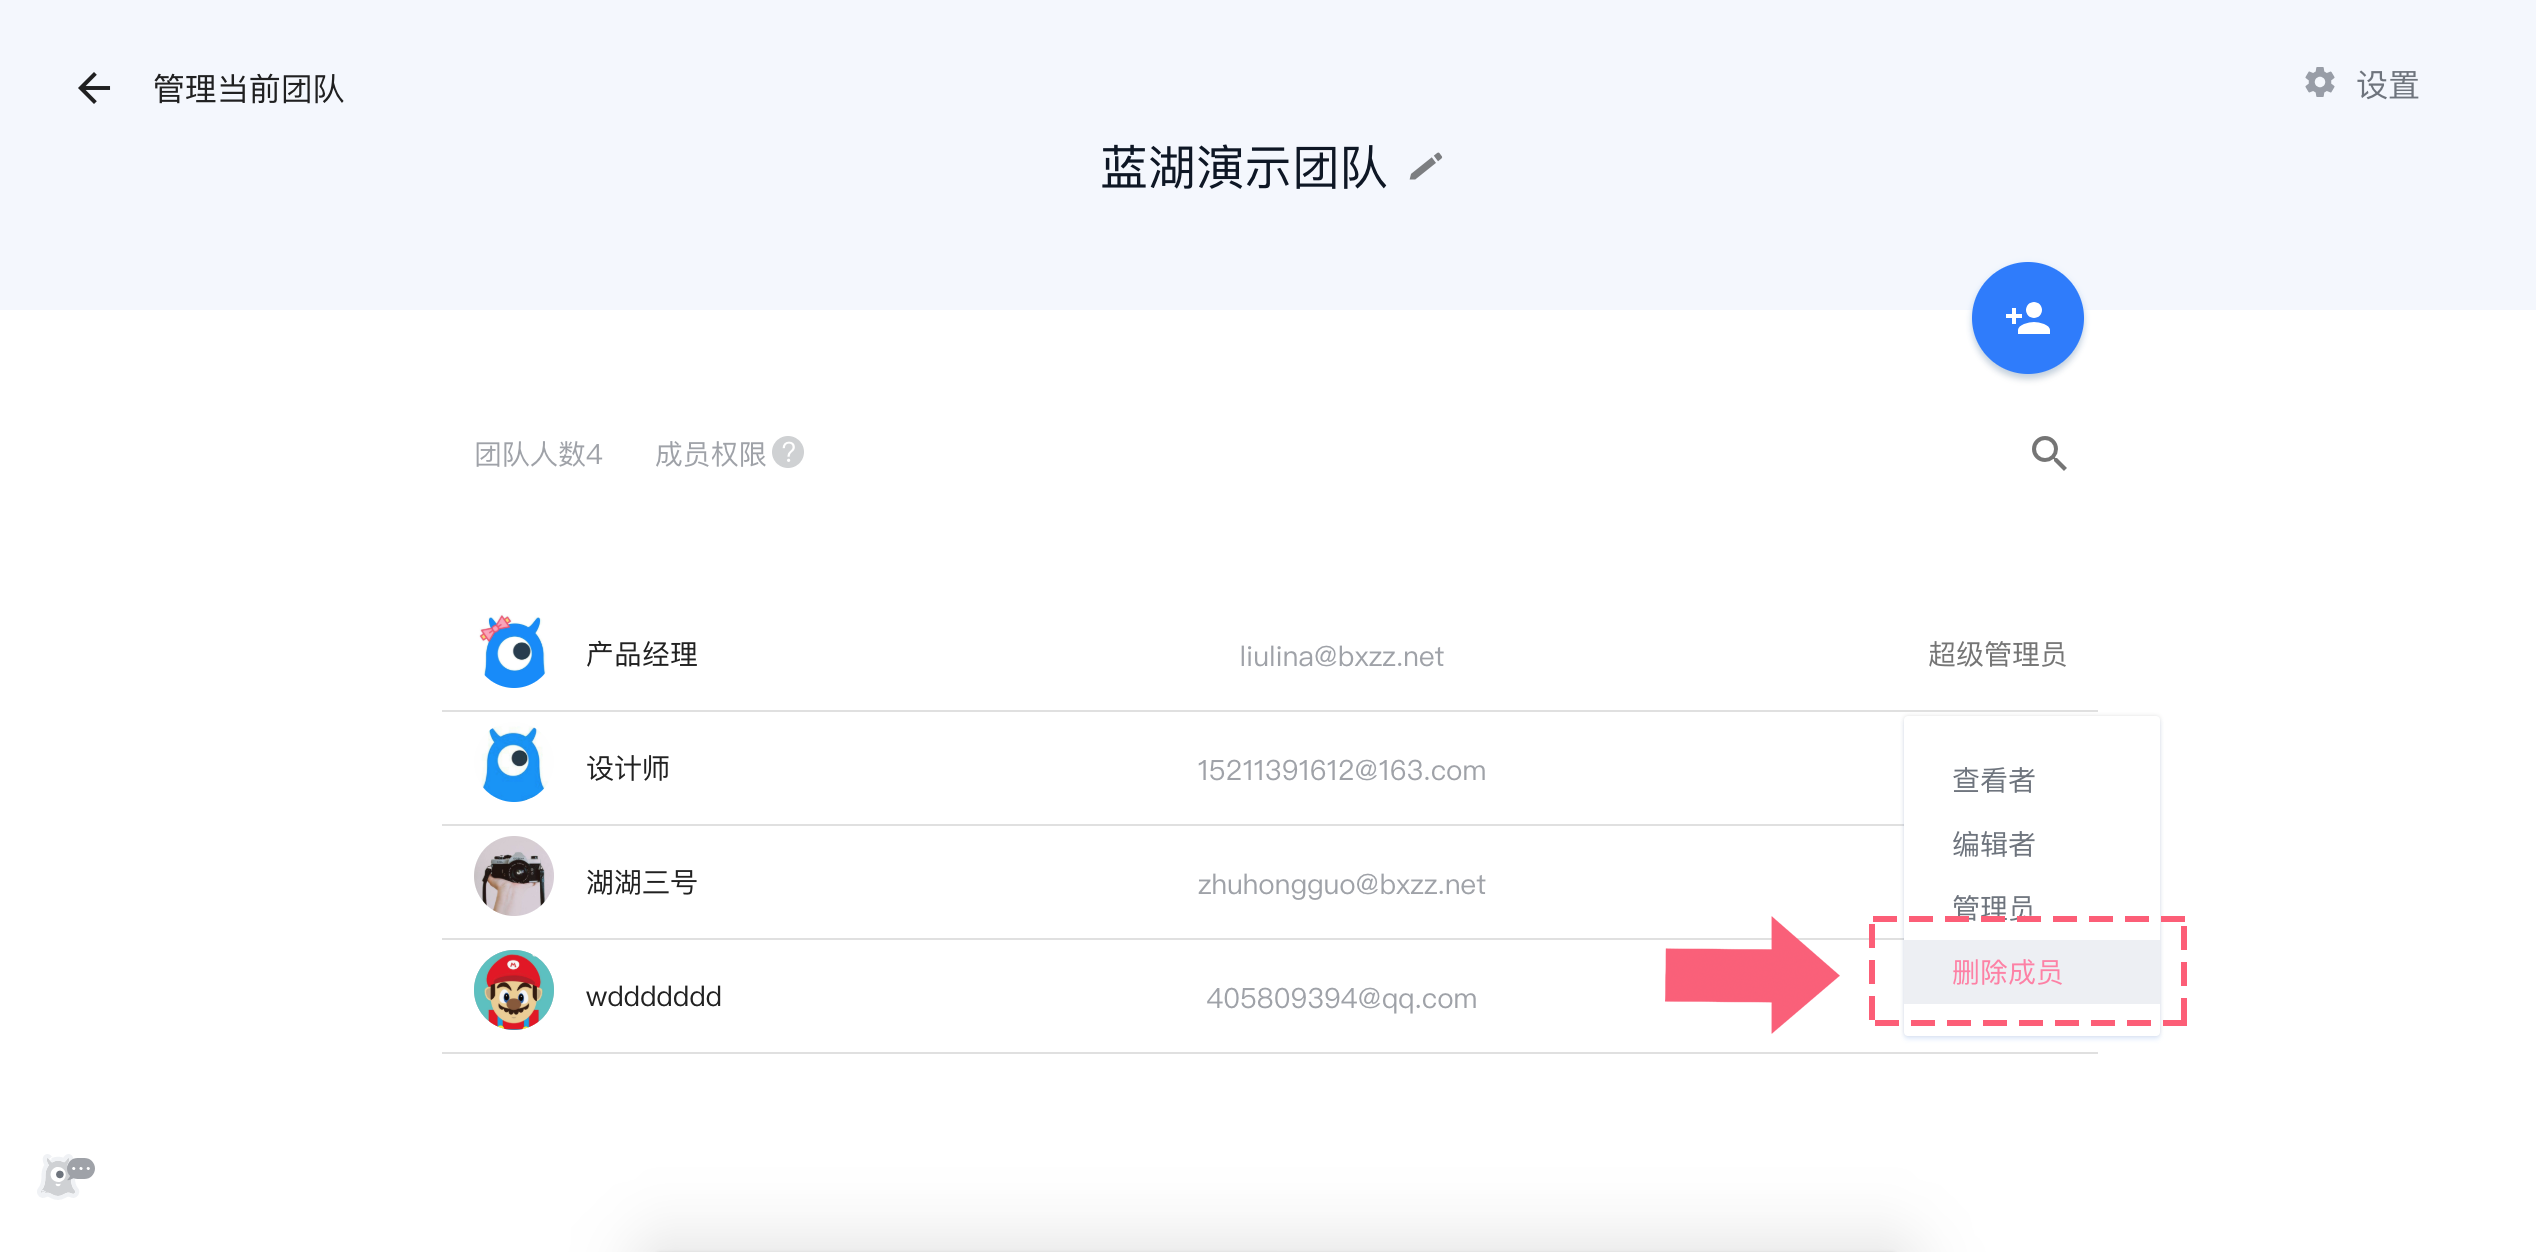 管理当前团队
设置
蓝湖演示团队
团队人数4 成员权限 ?
产品经理 liulina@bxzz.net 超级管理员
设计师 15211391612@163.com
查看者
编辑者
湖湖三号 zhuhongguo@bxzz.net
管理员
删除成员
wddddddd 405809394@qq.com